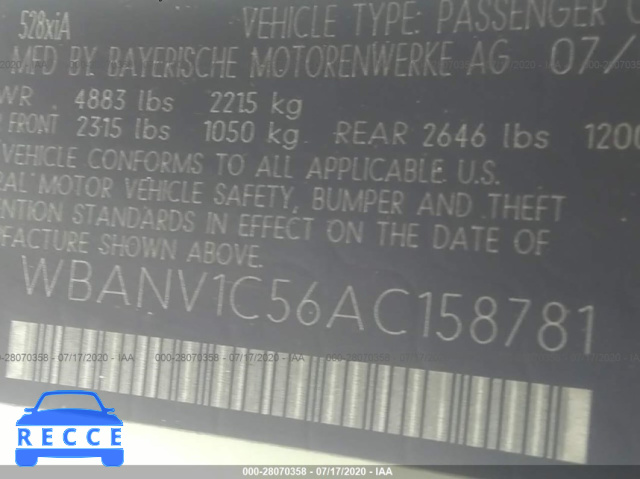 528xiA VEHICLE TYPE: PASSENGER
MFD BY BAYERISCHE MOTORENWERKE AG 07/
WR 4883 lbs 2215 kg
FRONT 2315 lbs 1050 kg REAR 2646 lbs 1200
VEHICLE CONFORMS TO ALL APPLICABLE U.S.
RAL MOTOR VEHICLE SAFETY, BUMPER AND THEFT
ENTION STANDARDS IN EFFECT ON THE DATE OF
FACTURE SHOWN ABOVE.
WBANV1C56AC158781
000-28070358 - 07/17/2020 - IAA
RECCE
000-28070358 - 07/17/2020 - IAA